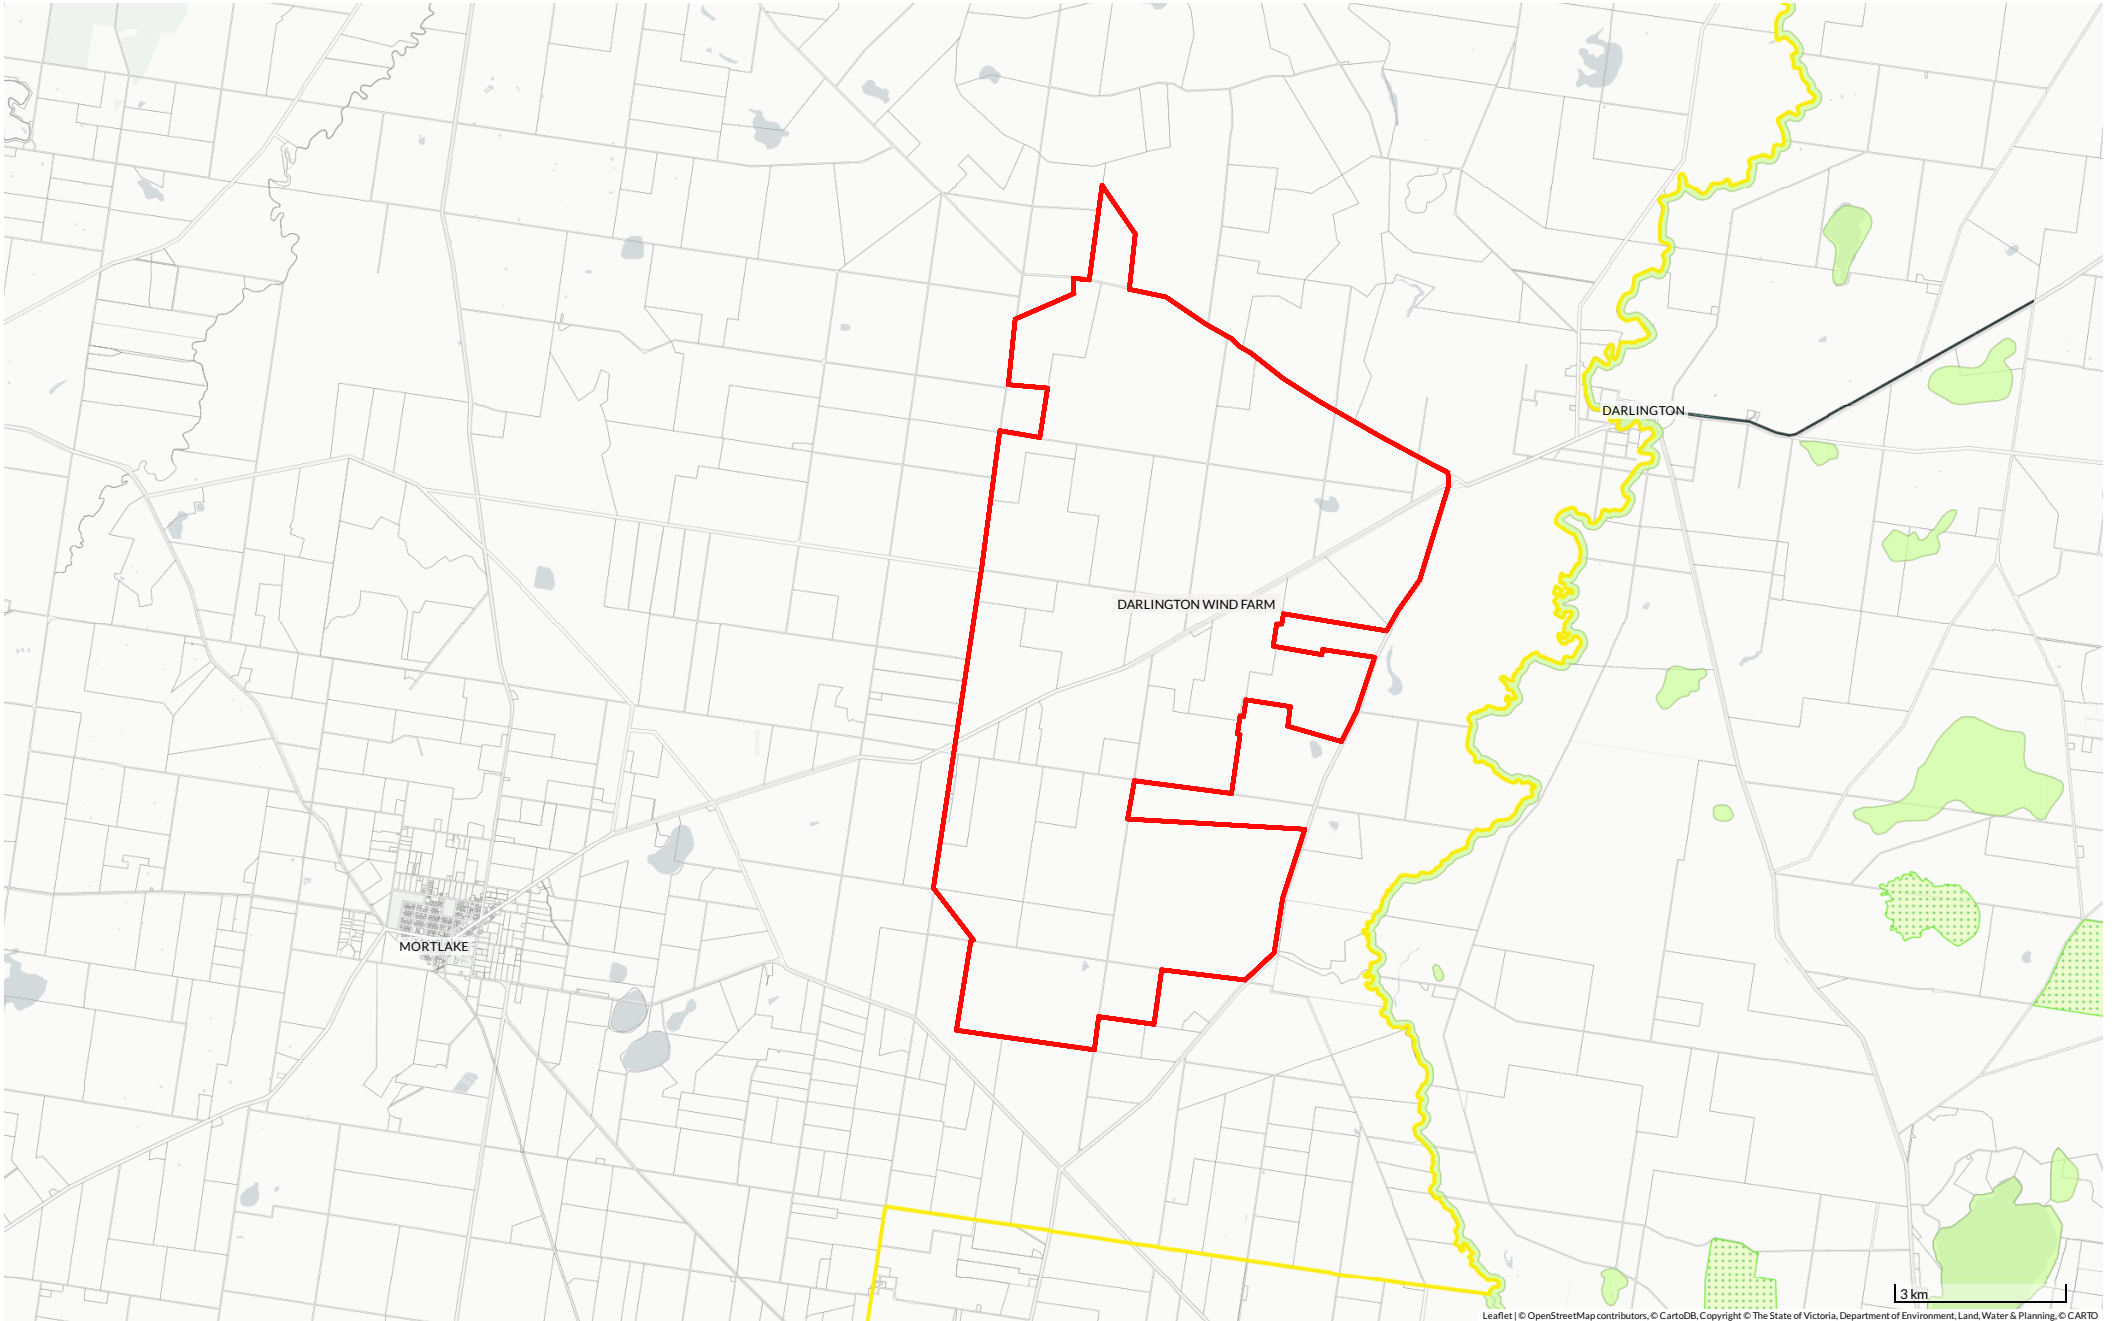 DARLINGTON
DARLINGTON WIND FARM
MORTLAKE
3 km
Leaflet | © OpenStreetMap contributors, © CartoDB, Copyright © The State of Victoria, Department of Environment, Land, Water & Planning, © CARTO